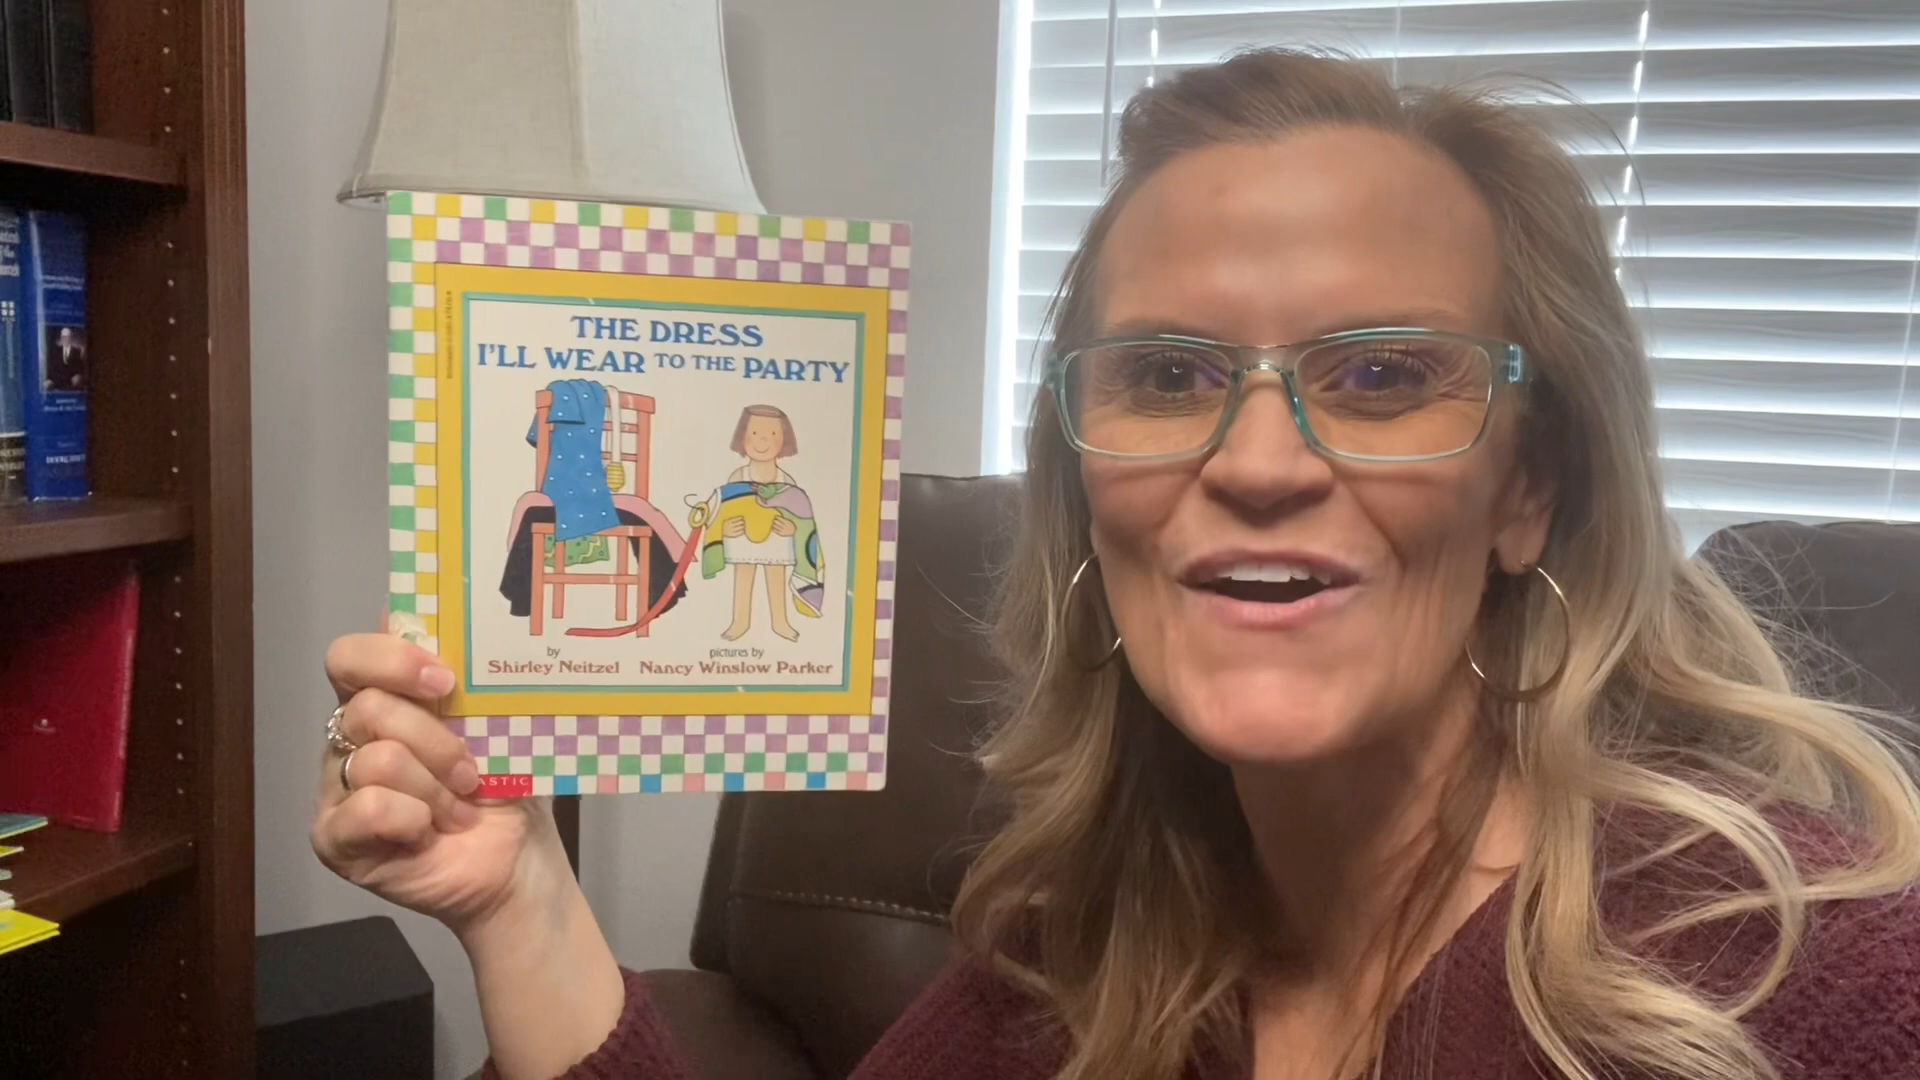 THE DRESS
I'LL WEAR TO THE PARTY
by
Shirley Neitzel
pictures by
Nancy Winslow Parker
ASTIC